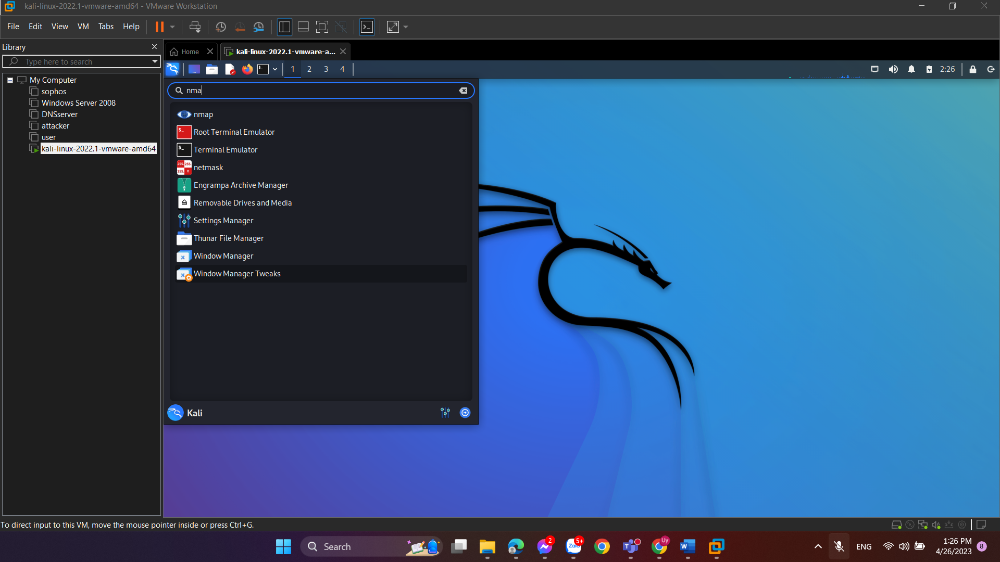 kali-linux-2022.1-vmware-amd64 - VMware Workstation
File Edit View VM Tabs Help
Library
Type here to search
My Computer
sophos
Windows Server 2008
DNSserver
attacker
user
kali-linux-2022.1-vmware-amd64
Home
kali-linux-2022.1-vmware-a...
1 2 3 4
2:26
nma
nmap
Root Terminal Emulator
Terminal Emulator
netmask
Engrampa Archive Manager
Removable Drives and Media
Settings Manager
Thunar File Manager
Window Manager
Window Manager Tweaks
Kali
To direct input to this VM, move the mouse pointer inside or press Ctrl+G.
Search
2
Zalo
5+
Uy
ENG
1:26 PM
4/26/2023
8